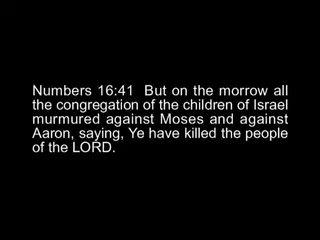 Numbers 16:41  But on the morrow all
the congregation of the children of Israel
murmured against Moses and against
Aaron, saying, Ye have killed the people
of the LORD.